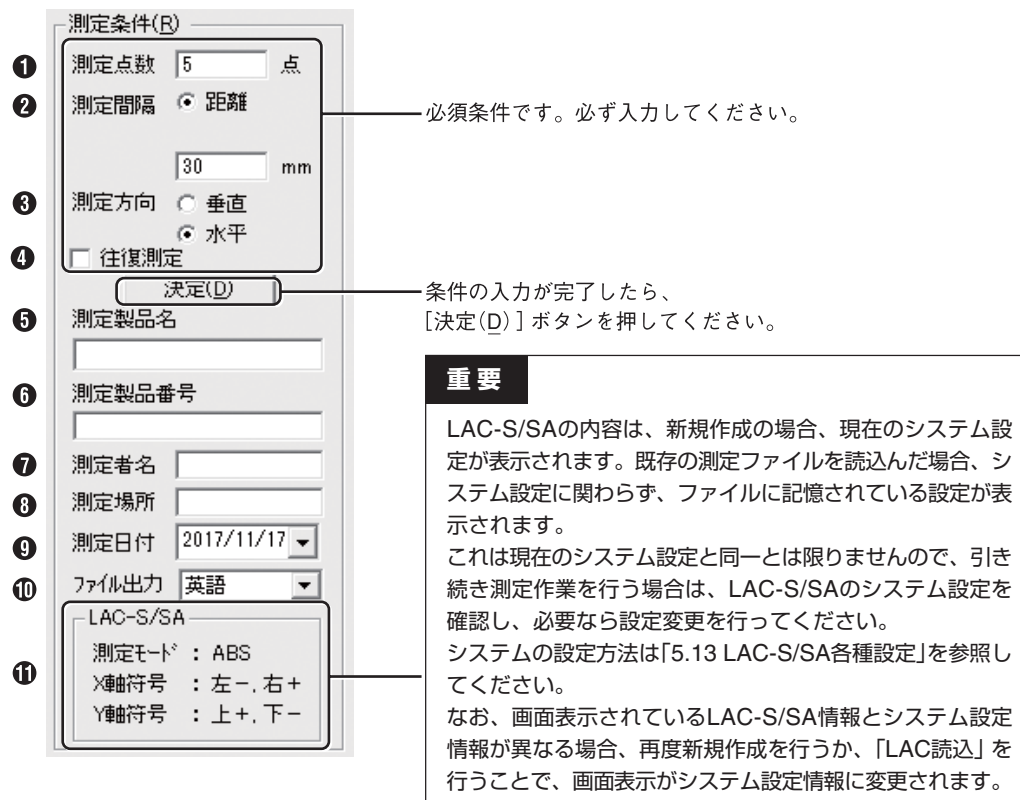 測定条件(R)
❶ 測定点数 5 点
❷ 測定間隔 距離
必須条件です。必ず入力してください。
30 mm
❸ 測定方向 垂直
水平
❹ 往復測定
決定(D)
条件の入力が完了したら、
[決定(D)]ボタンを押してください。
❺ 測定製品名
❻ 測定製品番号
❼ 測定者名
❽ 測定場所
❾ 測定日付 2017/11/17
❿ ファイル出力 英語
⓫ LAC-S/SA
測定モード : ABS
X軸符号 : 左−, 右+
Y軸符号 : 上+, 下−
重要
LAC-S/SAの内容は、新規作成の場合、現在のシステム設
定が表示されます。既存の測定ファイルを読込んだ場合、シ
ステム設定に関わらず、ファイルに記憶されている設定が表
示されます。
これは現在のシステム設定と同一とは限りませんので、引き
続き測定作業を行う場合は、LAC-S/SAのシステム設定を
確認し、必要なら設定変更を行ってください。
システムの設定方法は「5.13 LAC-S/SA各種設定」を参照し
てください。
なお、画面表示されているLAC-S/SA情報とシステム設定
情報が異なる場合、再度新規作成を行うか、「LAC読込」を
行うことで、画面表示がシステム設定情報に変更されます。